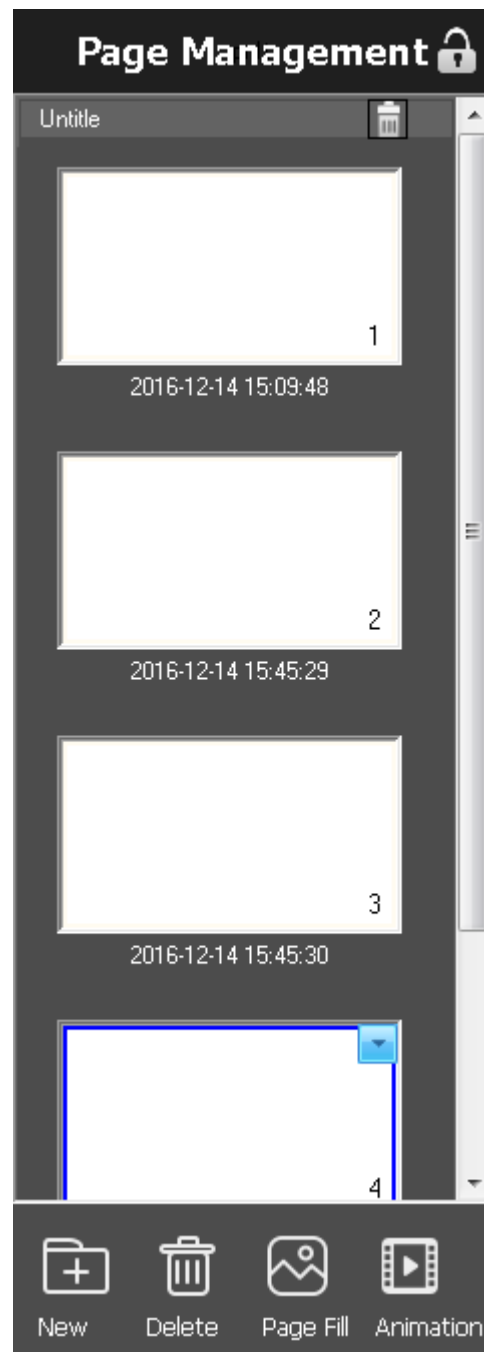 Page Management
Untitle
1
2016-12-14 15:09:48
2
2016-12-14 15:45:29
3
2016-12-14 15:45:30
4
New Delete Page Fill Animation